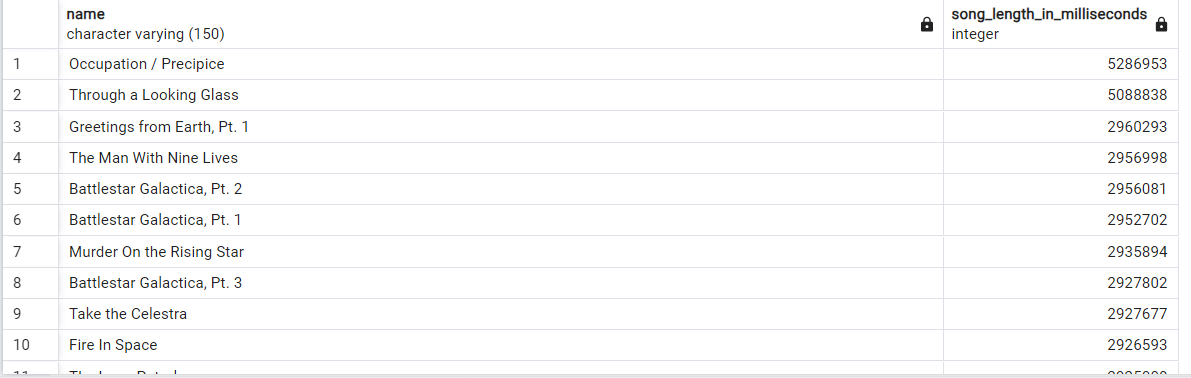 name song_length_in_milliseconds
character varying (150) integer
1 Occupation / Precipice 5286953
2 Through a Looking Glass 5088838
3 Greetings from Earth, Pt. 1 2960293
4 The Man With Nine Lives 2956998
5 Battlestar Galactica, Pt. 2 2956081
6 Battlestar Galactica, Pt. 1 2952702
7 Murder On the Rising Star 2935894
8 Battlestar Galactica, Pt. 3 2927802
9 Take the Celestra 2927677
10 Fire In Space 2926593